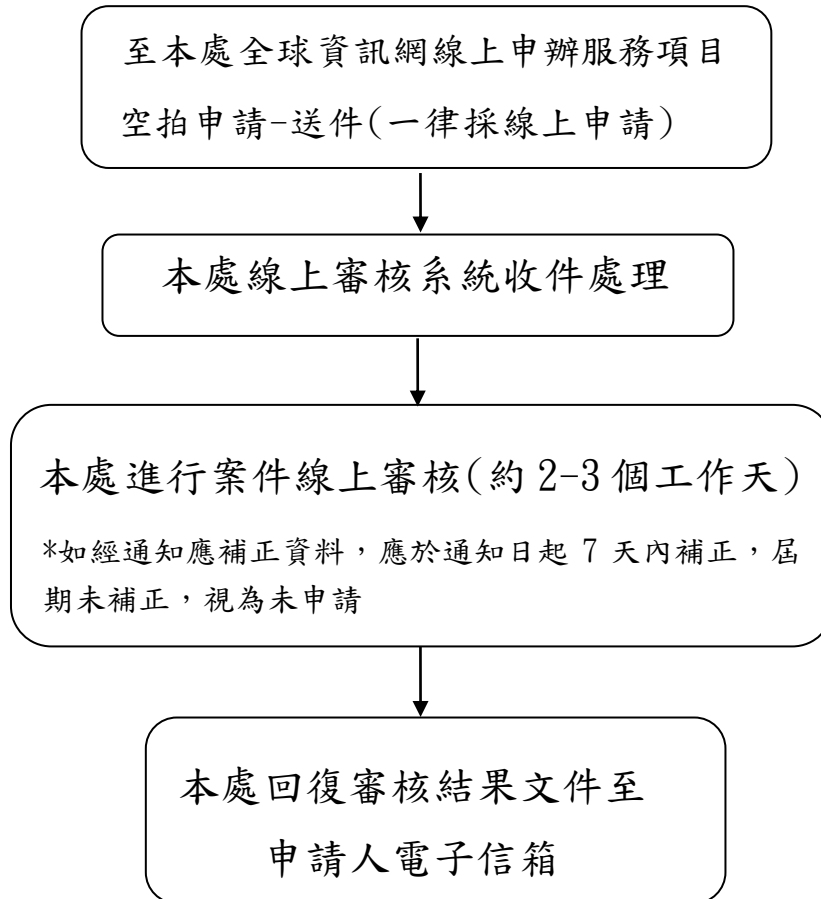 至本處全球資訊網線上申辦服務項目
空拍申請-送件(一律採線上申請)
本處線上審核系統收件處理
本處進行案件線上審核(約 2-3 個工作天)
*如經通知應補正資料，應於通知日起 7 天內補正，屆
期未補正，視為未申請
本處回復審核結果文件至
申請人電子信箱